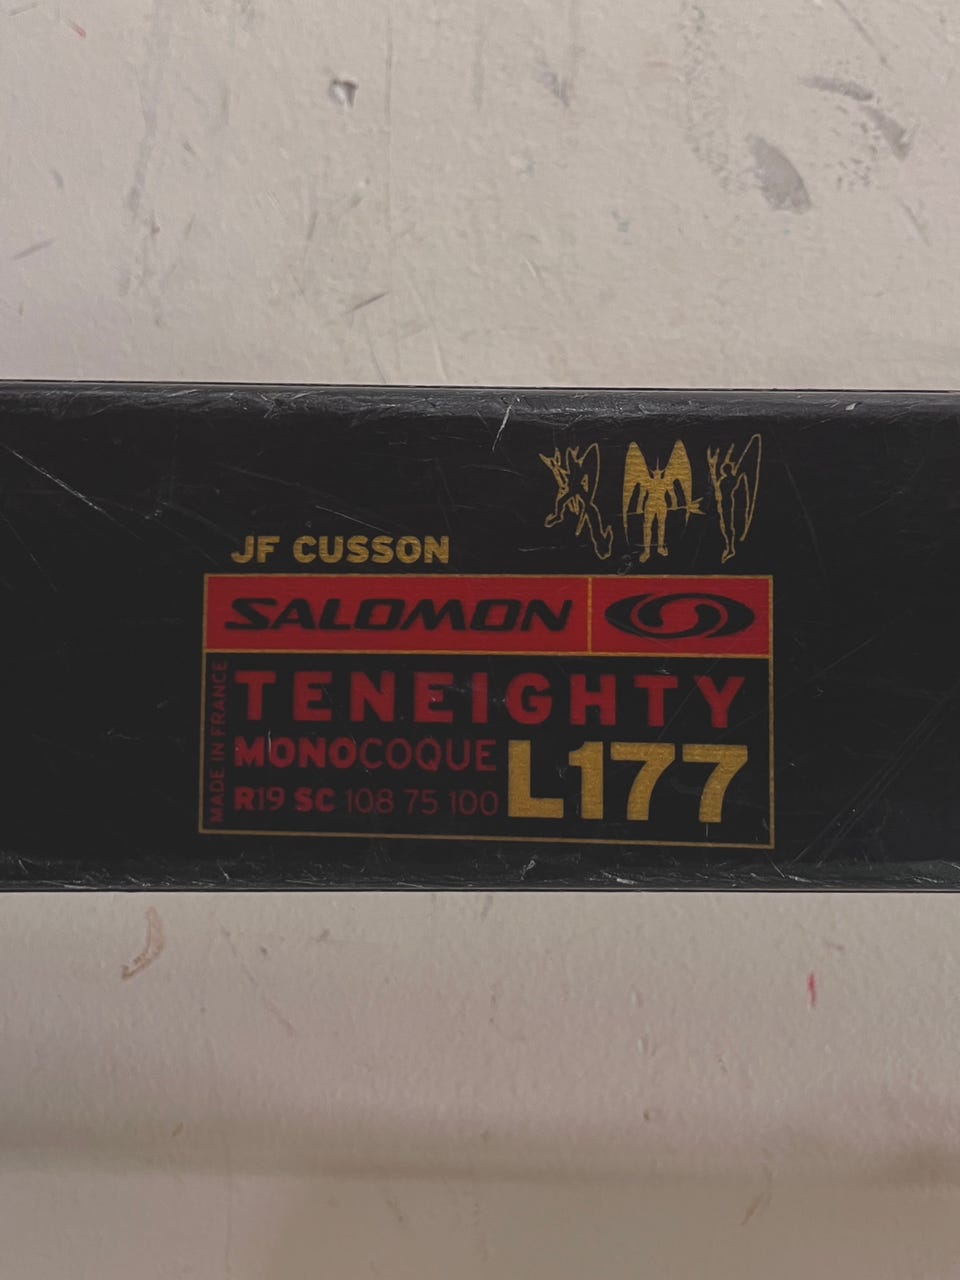 JF CUSSON
SALOMON
MADE IN FRANCE
TENEIGHTY
MONOCOQUE
R19 SC 108 75 100
L177